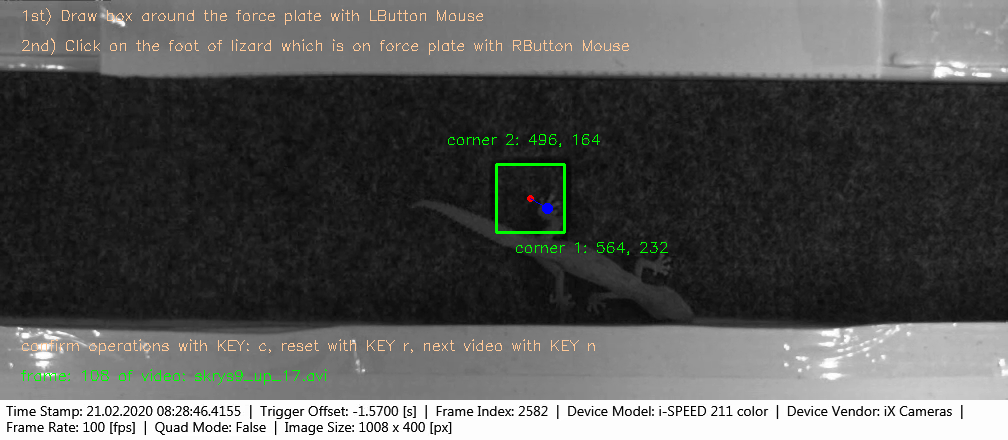 1st) Draw box around the force plate with LButton Mouse
2nd) Click on the foot of lizard which is on force plate with RButton Mouse
corner 2: 496, 164
corner 1: 564, 232
confirm operations with KEY: c, reset with KEY r, next video with KEY n
frame: 108 of video: skrys9_up_17.avi
Time Stamp: 21.02.2020 08:28:46.4155 | Trigger Offset: -1.5700 [s] | Frame Index: 2582 | Device Model: i-SPEED 211 color | Device Vendor: iX Cameras |
Frame Rate: 100 [fps] | Quad Mode: False | Image Size: 1008 x 400 [px]